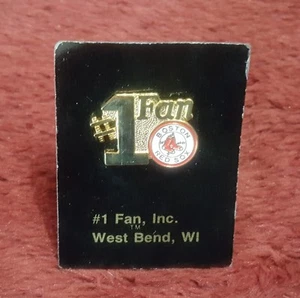 #1 Fan
BOSTON
RED SOX
#1 Fan, Inc.
TM
West Bend, WI